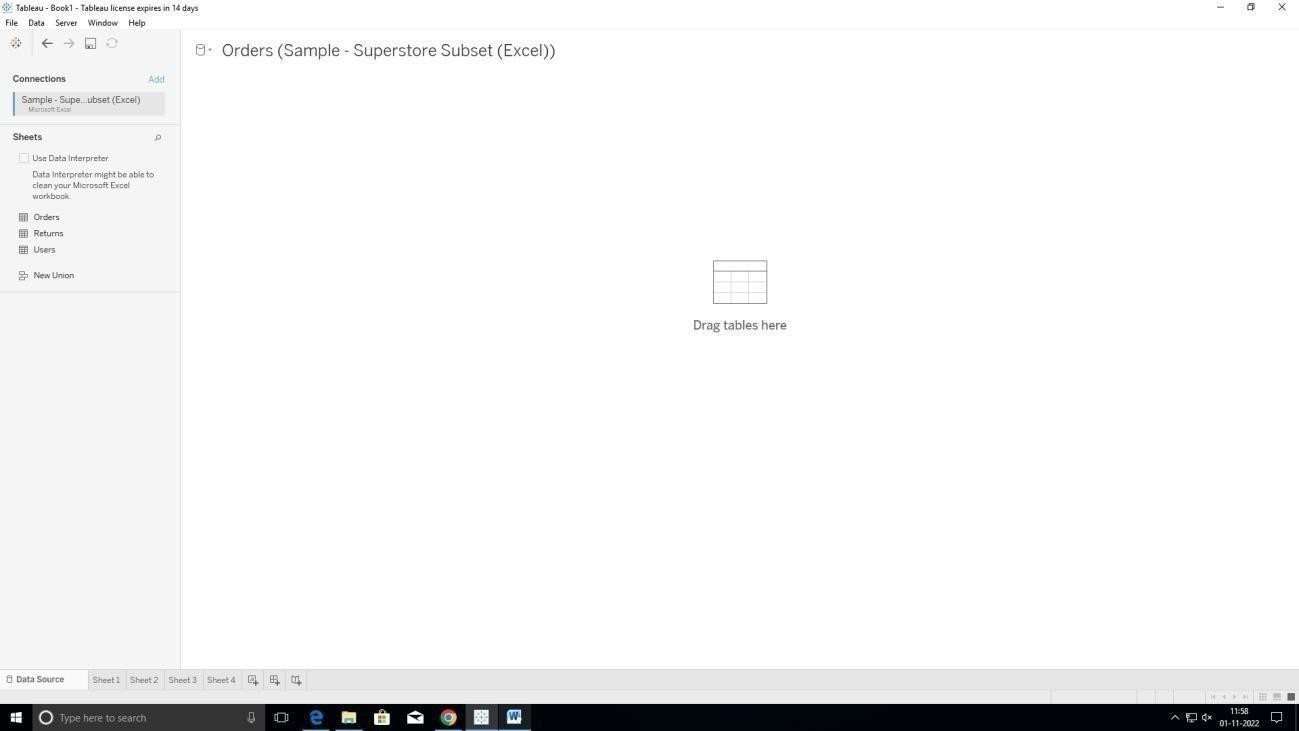 Tableau - Book1 - Tableau license expires in 14 days
File Data Server Window Help
Orders (Sample - Superstore Subset (Excel))
Connections Add
Sample - Supe...ubset (Excel)
Microsoft Excel
Sheets
Use Data Interpreter
Data Interpreter might be able to
clean your Microsoft Excel
workbook.
Orders
Returns
Users
New Union
Drag tables here
Data Source Sheet 1 Sheet 2 Sheet 3 Sheet 4
Type here to search
11:58
01-11-2022